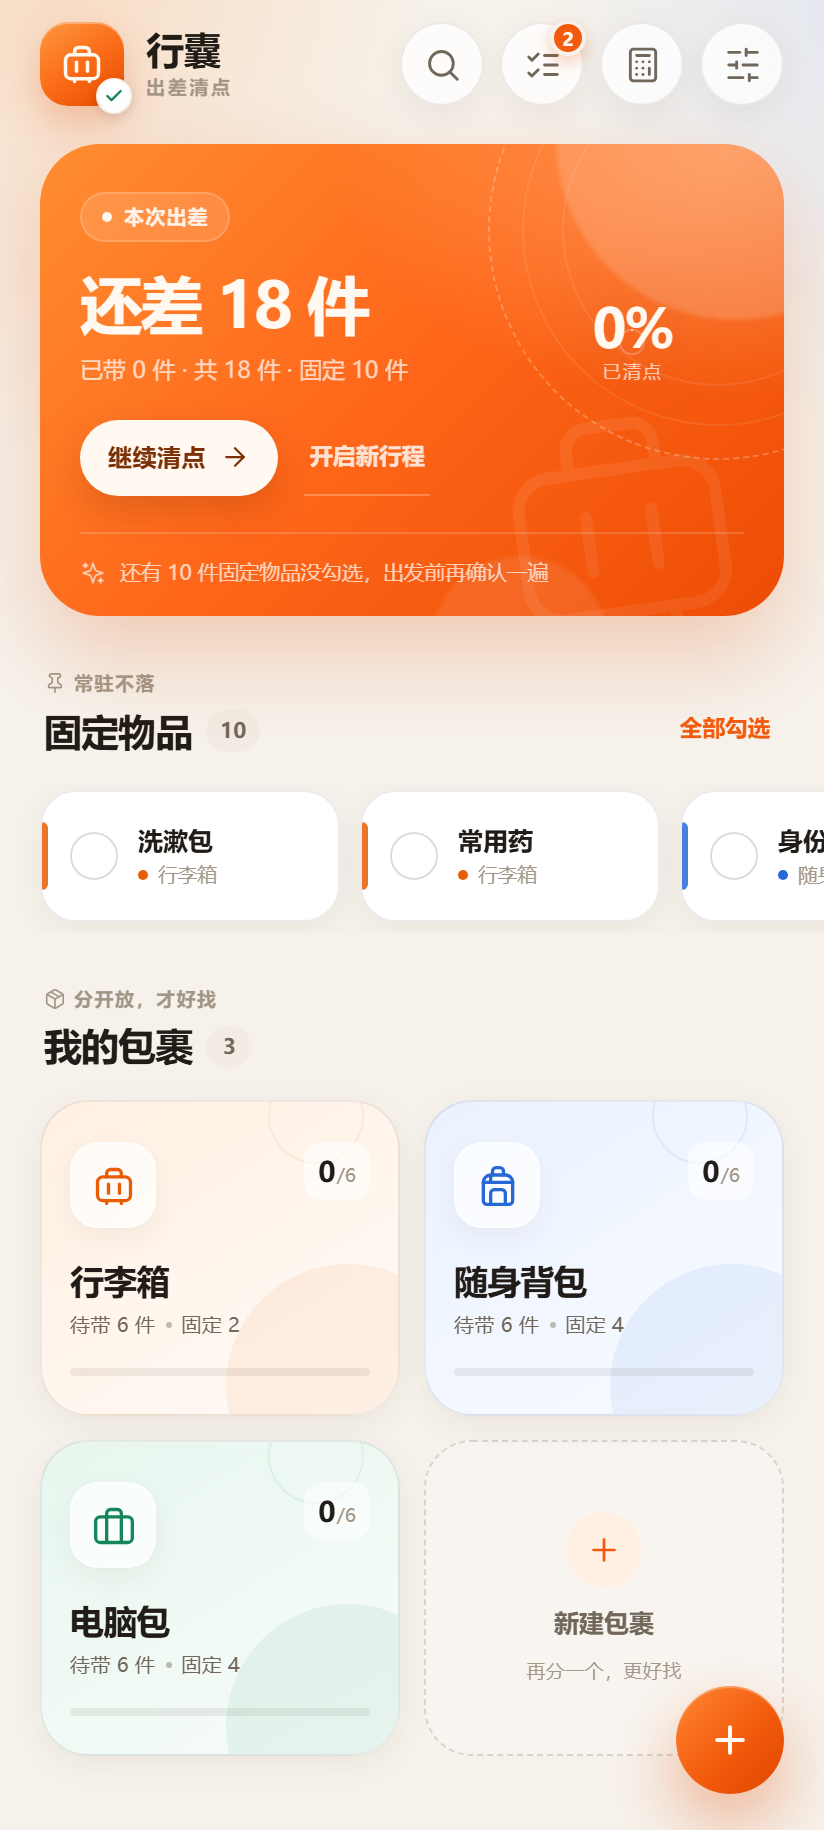 行囊
出差清点
2
本次出差
还差 18 件
已带 0 件 · 共 18 件 · 固定 10 件
0%
已清点
继续清点
开启新行程
还有 10 件固定物品没勾选，出发前再确认一遍
常驻不落
固定物品 10
全部勾选
洗漱包
行李箱
常用药
行李箱
身份
随身
分开放，才好找
我的包裹 3
0/6
行李箱
待带 6 件 • 固定 2
0/6
随身背包
待带 6 件 • 固定 4
0/6
电脑包
待带 6 件 • 固定 4
新建包裹
再分一个，更好找